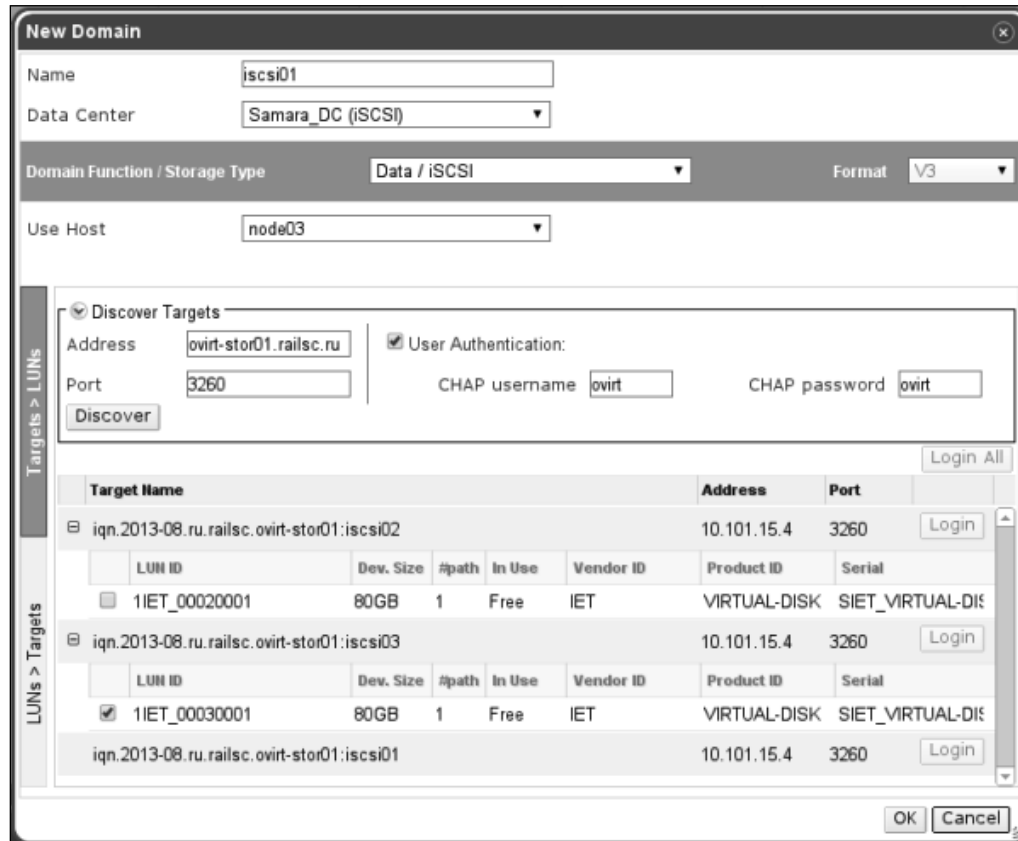 New Domain
Name iscsi01
Data Center Samara_DC (iSCSI)
Domain Function / Storage Type Data / iSCSI Format V3
Use Host node03
Targets > LUNs
LUNs > Targets
Discover Targets
Address ovirt-stor01.railsc.ru User Authentication:
Port 3260 CHAP username ovirt CHAP password ovirt
Discover
Login All
Target Name Address Port
iqn.2013-08.ru.railsc.ovirt-stor01:iscsi02 10.101.15.4 3260 Login
LUN ID Dev. Size #path In Use Vendor ID Product ID Serial
1IET_00020001 80GB 1 Free IET VIRTUAL-DISK SIET_VIRTUAL-DIS
iqn.2013-08.ru.railsc.ovirt-stor01:iscsi03 10.101.15.4 3260 Login
LUN ID Dev. Size #path In Use Vendor ID Product ID Serial
1IET_00030001 80GB 1 Free IET VIRTUAL-DISK SIET_VIRTUAL-DIS
iqn.2013-08.ru.railsc.ovirt-stor01:iscsi01 10.101.15.4 3260 Login
OK Cancel